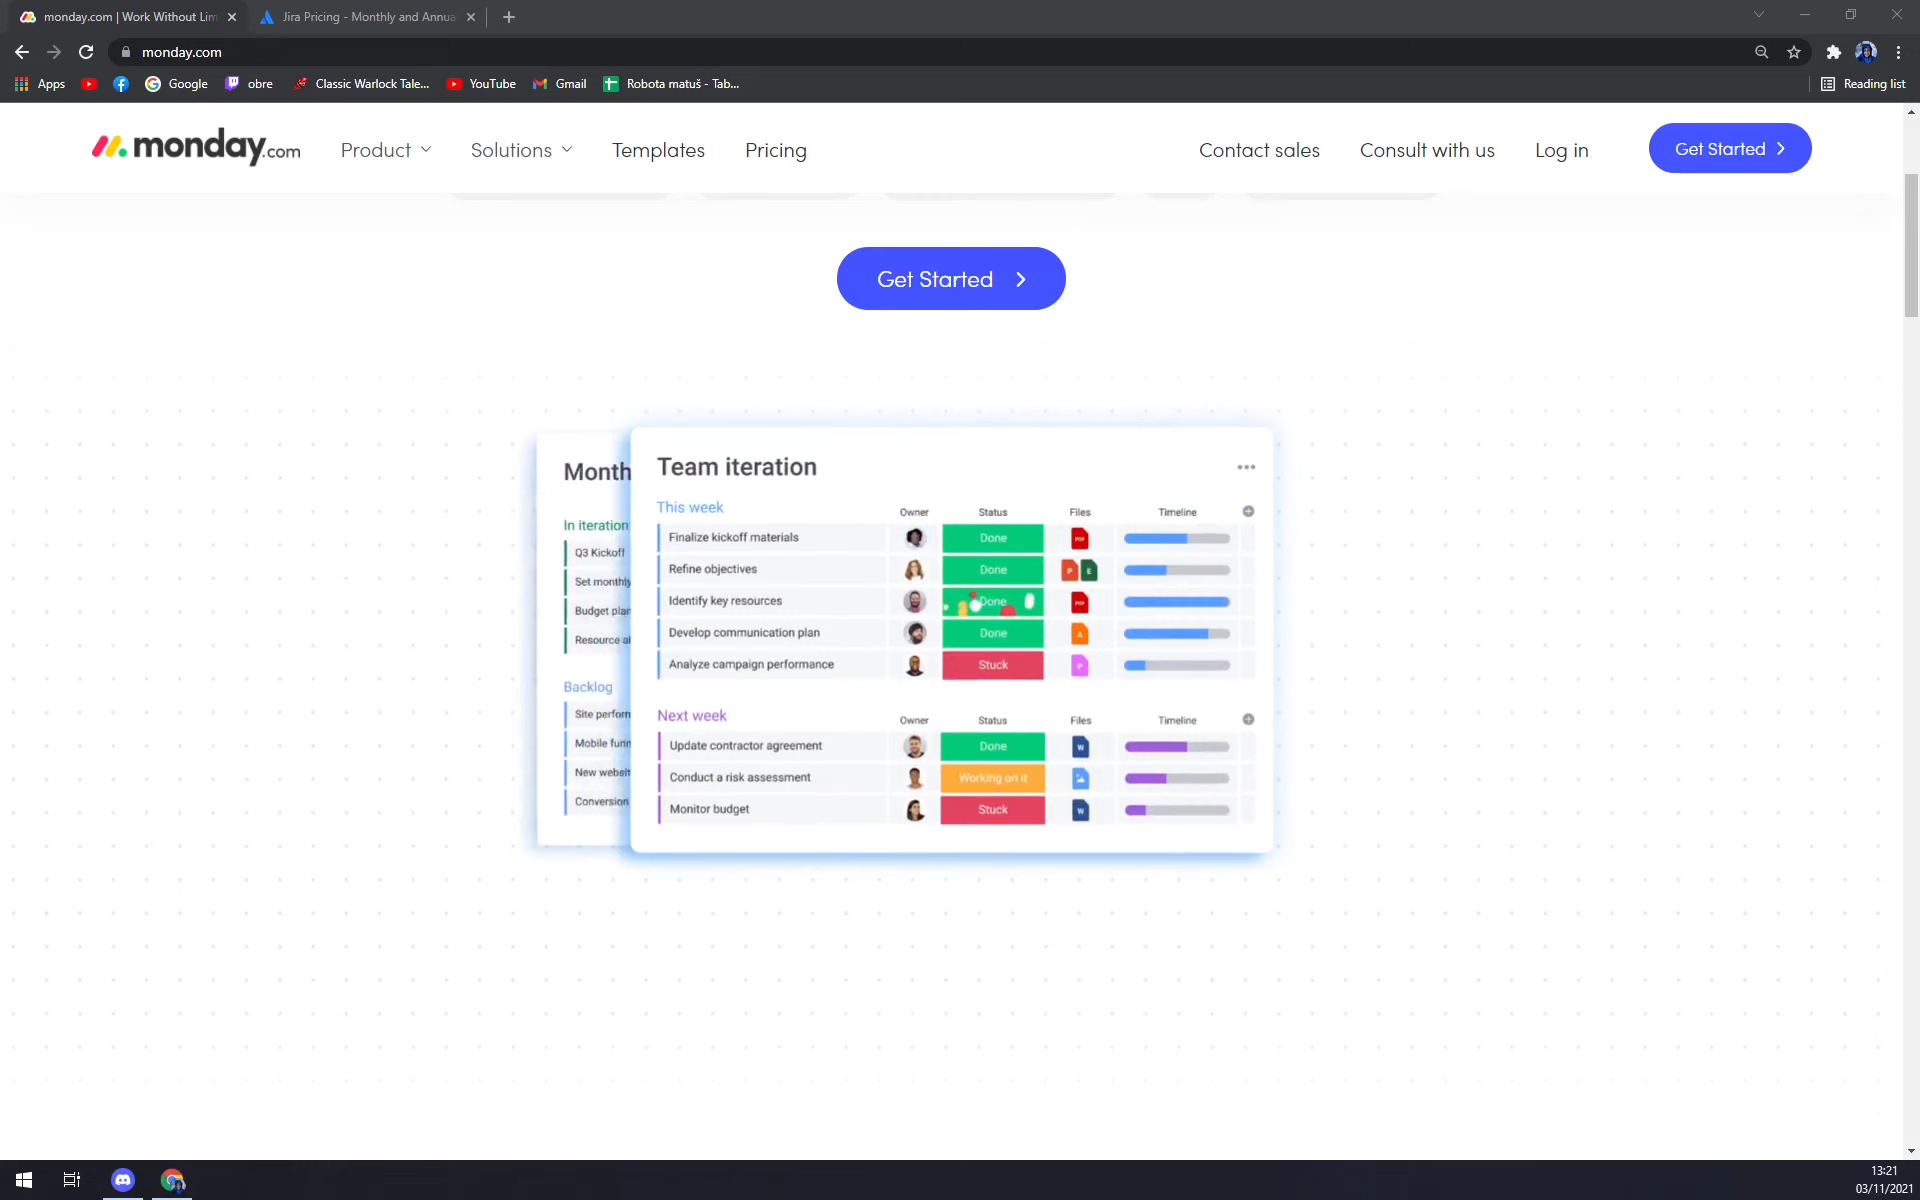 monday.com | Work Without Lim
Jira Pricing - Monthly and Annua
monday.com
Apps
Google
obre
Classic Warlock Tale...
YouTube
Gmail
Robota matuš - Tab...
Reading list
monday.com
Product
Solutions
Templates
Pricing
Contact sales
Consult with us
Log in
Get Started
Get Started
Month
In iteration
Q3 Kickoff
Set monthly
Budget plan
Resource al
Backlog
Site perform
Mobile funn
New websit
Conversion
Team iteration
This week Owner Status Files Timeline
Finalize kickoff materials Done PDF
Refine objectives Done P E
Identify key resources Done PDF
Develop communication plan Done A
Analyze campaign performance Stuck P
Next week Owner Status Files Timeline
Update contractor agreement Done W
Conduct a risk assessment Working on it
Monitor budget Stuck W
13:21
03/11/2021